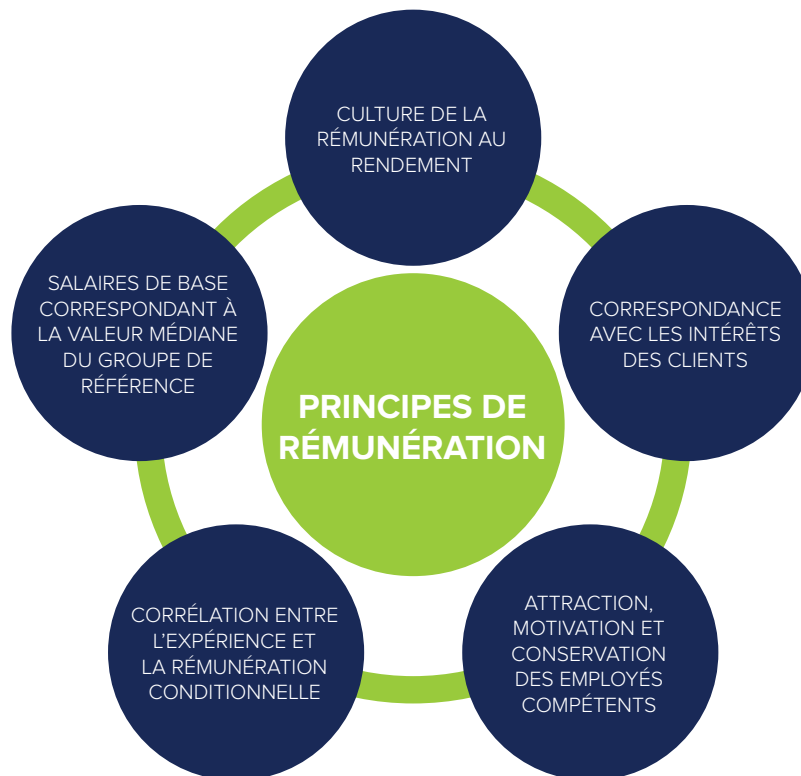 CULTURE DE LA
RÉMUNÉRATION AU
RENDEMENT
SALAIRES DE BASE
CORRESPONDANT À
LA VALEUR MÉDIANE
DU GROUPE DE
RÉFÉRENCE
CORRESPONDANCE
AVEC LES INTÉRÊTS
DES CLIENTS
PRINCIPES DE
RÉMUNÉRATION
CORRÉLATION ENTRE
L’EXPÉRIENCE ET
LA RÉMUNÉRATION
CONDITIONNELLE
ATTRACTION,
MOTIVATION ET
CONSERVATION
DES EMPLOYÉS
COMPÉTENTS